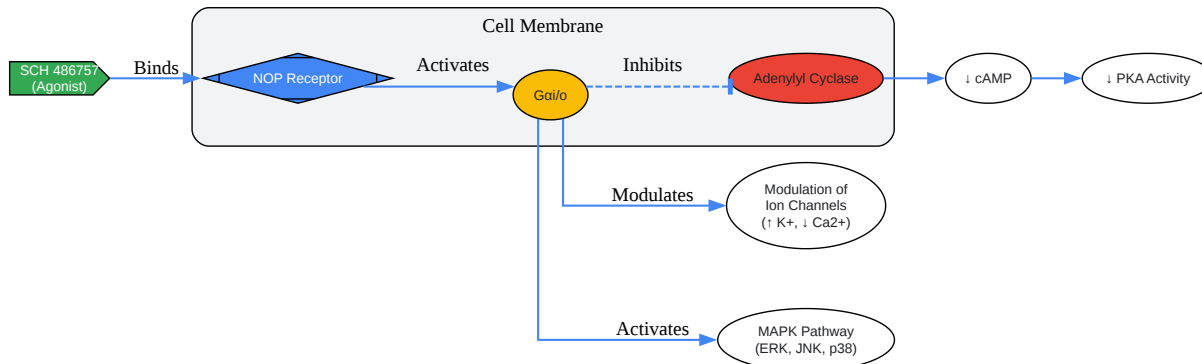 Cell Membrane
SCH 486757
(Agonist)
Binds
NOP Receptor
Activates
Gαi/o
Inhibits
Adenylyl Cyclase
↓ cAMP
↓ PKA Activity
Modulates
Modulation of
Ion Channels
(↑ K+, ↓ Ca2+)
Activates
MAPK Pathway
(ERK, JNK, p38)